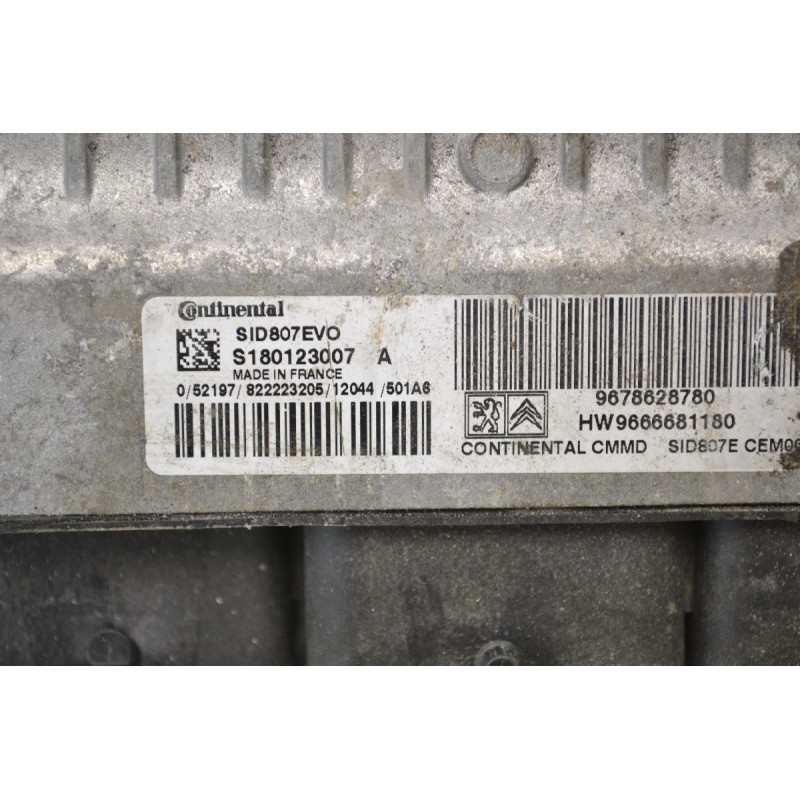 Continental
SID807EVO
S180123007 A
MADE IN FRANCE
0/52197/822223205/12044/501A6
9678628780
HW9666681180
CONTINENTAL CMMD SID807E